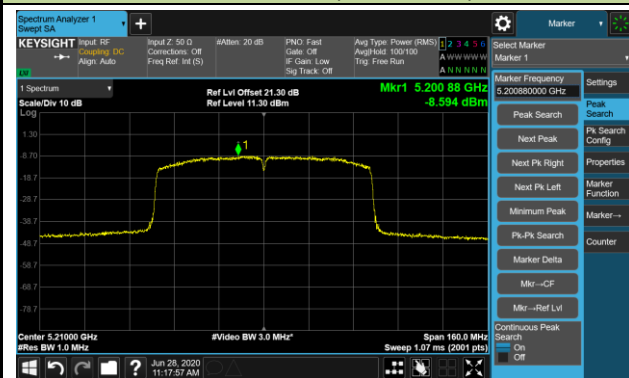 Spectrum Analyzer 1
Swept SA
+
Marker
KEYSIGHT
Input: RF
Coupling: DC
Align: Auto
Input Z: 50 Ω
Corrections: Off
Freq Ref: Int (S)
#Atten: 20 dB
PNO: Fast
Gate: Off
IF Gain: Low
Sig Track: Off
Avg Type: Power (RMS)
Avg|Hold: 100/100
Trig: Free Run
1 2 3 4 5 6
A W W W W W
A N N N N N
Select Marker
Marker 1
1 Spectrum
Scale/Div 10 dB
Log
Ref Lvl Offset 21.30 dB
Ref Level 11.30 dBm
Mkr1 5.200 88 GHz
-8.594 dBm
1
1.30
-8.70
-18.7
-28.7
-38.7
-48.7
-58.7
-68.7
-78.7
Center 5.21000 GHz
#Res BW 1.0 MHz
#Video BW 3.0 MHz*
Span 160.0 MHz
Sweep 1.07 ms (2001 pts)
Marker Frequency
5.200880000 GHz
Peak Search
Next Peak
Next Pk Right
Next Pk Left
Minimum Peak
Pk-Pk Search
Marker Delta
Mkr→CF
Mkr→Ref Lvl
Continuous Peak
Search
On
Off
Settings
Peak
Search
Pk Search
Config
Properties
Marker
Function
Marker→
Counter
?
Jun 28, 2020
11:17:57 AM